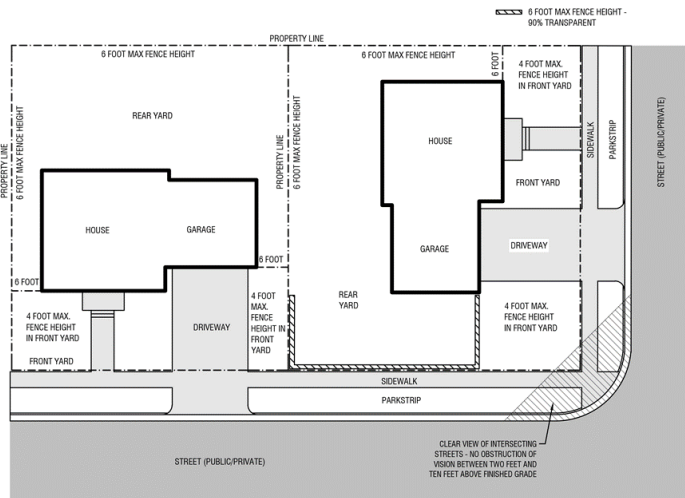 6 FOOT MAX FENCE HEIGHT -
90% TRANSPARENT
PROPERTY LINE
6 FOOT MAX FENCE HEIGHT
6 FOOT MAX FENCE HEIGHT
6 FOOT
4 FOOT MAX.
FENCE HEIGHT
IN FRONT YARD
PROPERTY LINE
6 FOOT MAX FENCE HEIGHT
REAR YARD
PROPERTY LINE
6 FOOT MAX FENCE HEIGHT
HOUSE
SIDEWALK
PARKSTRIP
STREET (PUBLIC/PRIVATE)
FRONT YARD
HOUSE
GARAGE
GARAGE
DRIVEWAY
6 FOOT
6 FOOT
4 FOOT MAX.
FENCE HEIGHT
IN FRONT YARD
FRONT YARD
DRIVEWAY
4 FOOT
MAX.
FENCE
HEIGHT IN
FRONT
YARD
REAR
YARD
4 FOOT MAX.
FENCE HEIGHT
IN FRONT YARD
SIDEWALK
PARKSTRIP
STREET (PUBLIC/PRIVATE)
CLEAR VIEW OF INTERSECTING
STREETS - NO OBSTRUCTION OF
VISION BETWEEN TWO FEET AND
TEN FEET ABOVE FINISHED GRADE